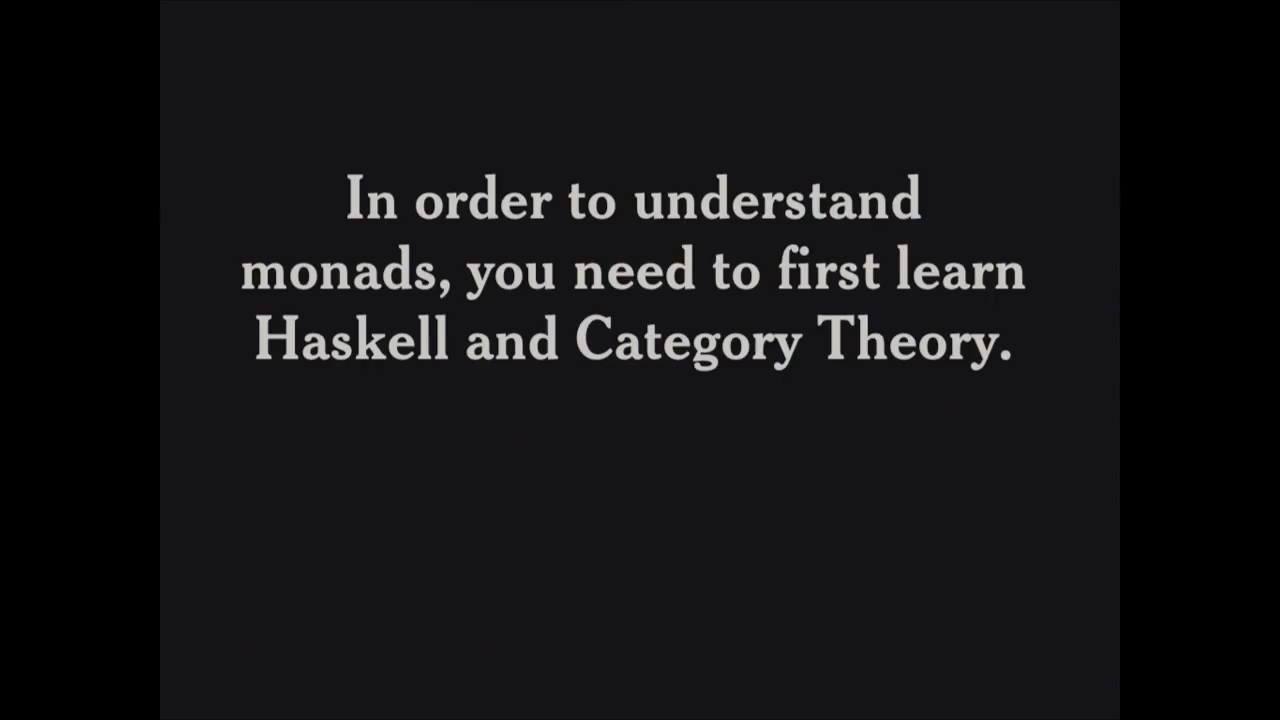 In order to understand
monads, you need to first learn
Haskell and Category Theory.